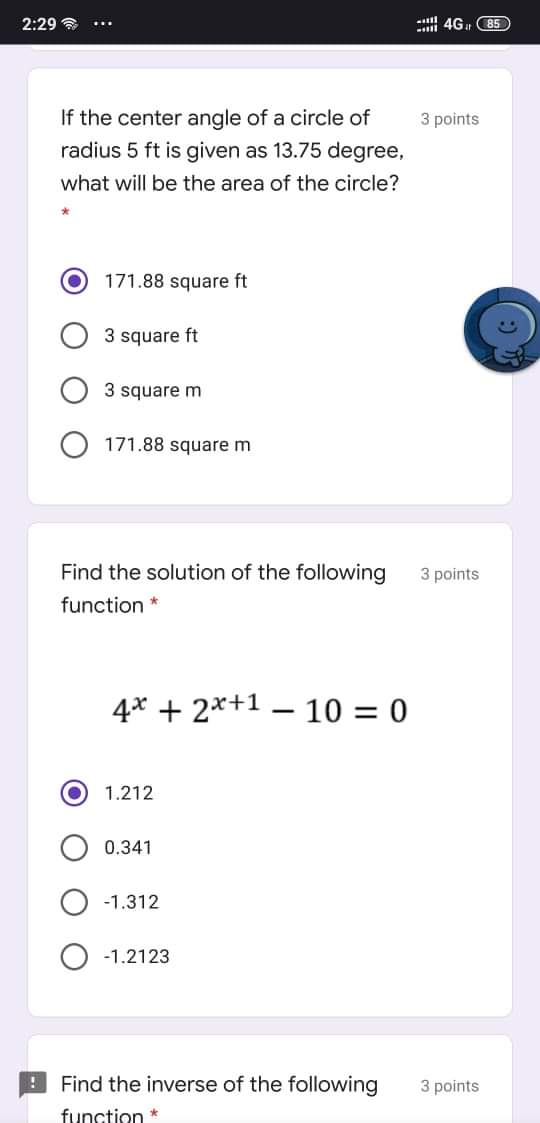 2:29 ... 4G 85
If the center angle of a circle of 3 points
radius 5 ft is given as 13.75 degree,
what will be the area of the circle?
*
171.88 square ft
3 square ft
3 square m
171.88 square m
Find the solution of the following 3 points
function *
4ˣ + 2ˣ⁺¹ − 10 = 0
1.212
0.341
-1.312
-1.2123
! Find the inverse of the following 3 points
function *